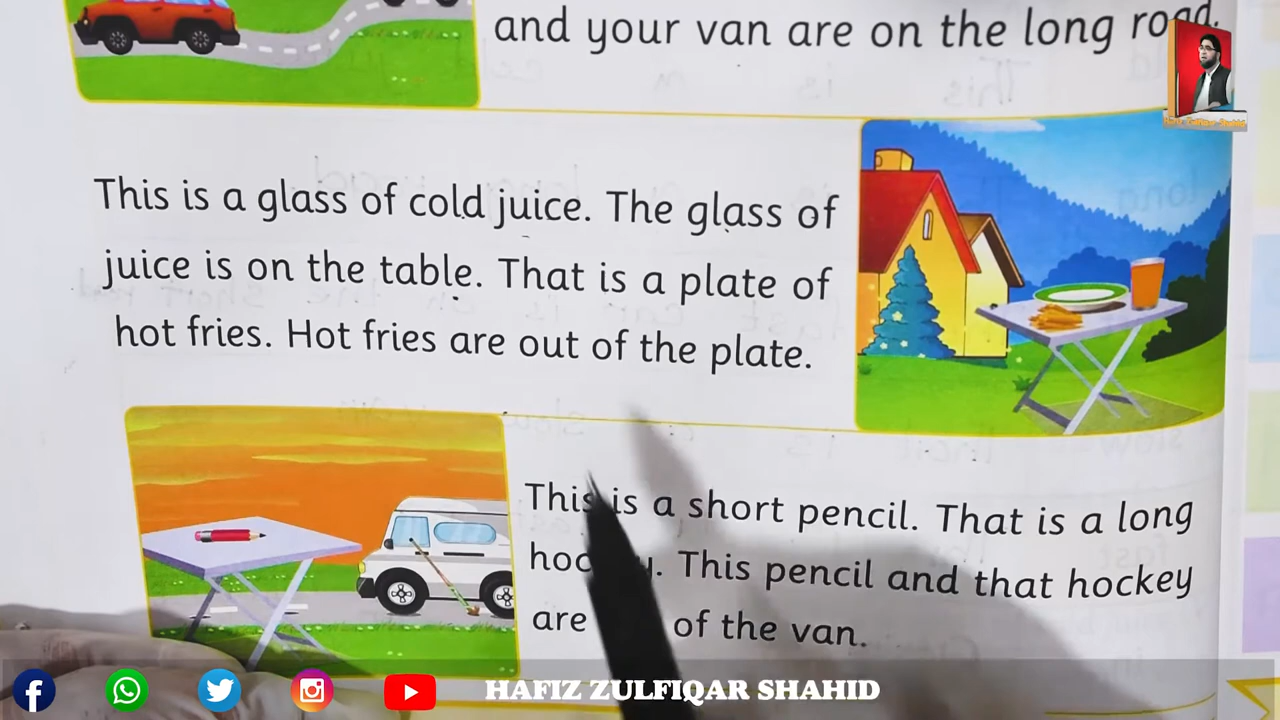 and your van are on the long road.
This is a glass of cold juice. The glass of
juice is on the table. That is a plate of
hot fries. Hot fries are out of the plate.
This is a short pencil. That is a long
This pencil and that hockey
are of the van.
HAFIZ ZULFIQAR SHAHID